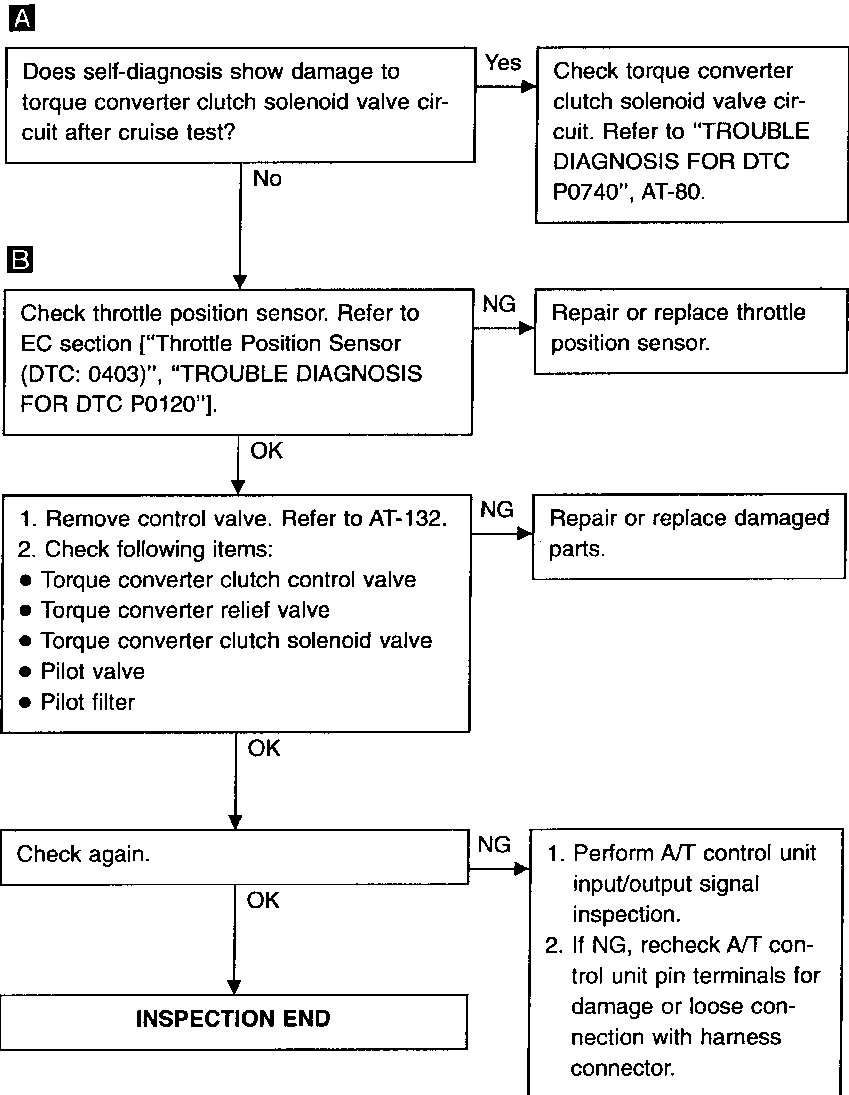 A
Does self-diagnosis show damage to
torque converter clutch solenoid valve cir-
cuit after cruise test?
Yes
Check torque converter
clutch solenoid valve cir-
cuit. Refer to “TROUBLE
DIAGNOSIS FOR DTC
P0740”, AT-80.
No
B
Check throttle position sensor. Refer to
EC section [“Throttle Position Sensor
(DTC: 0403)”, “TROUBLE DIAGNOSIS
FOR DTC P0120”].
NG
Repair or replace throttle
position sensor.
OK
1. Remove control valve. Refer to AT-132.
2. Check following items:
● Torque converter clutch control valve
● Torque converter relief valve
● Torque converter clutch solenoid valve
● Pilot valve
● Pilot filter
NG
Repair or replace damaged
parts.
OK
Check again.
NG
1. Perform A/T control unit
input/output signal
inspection.
2. If NG, recheck A/T con-
trol unit pin terminals for
damage or loose con-
nection with harness
connector.
OK
INSPECTION END